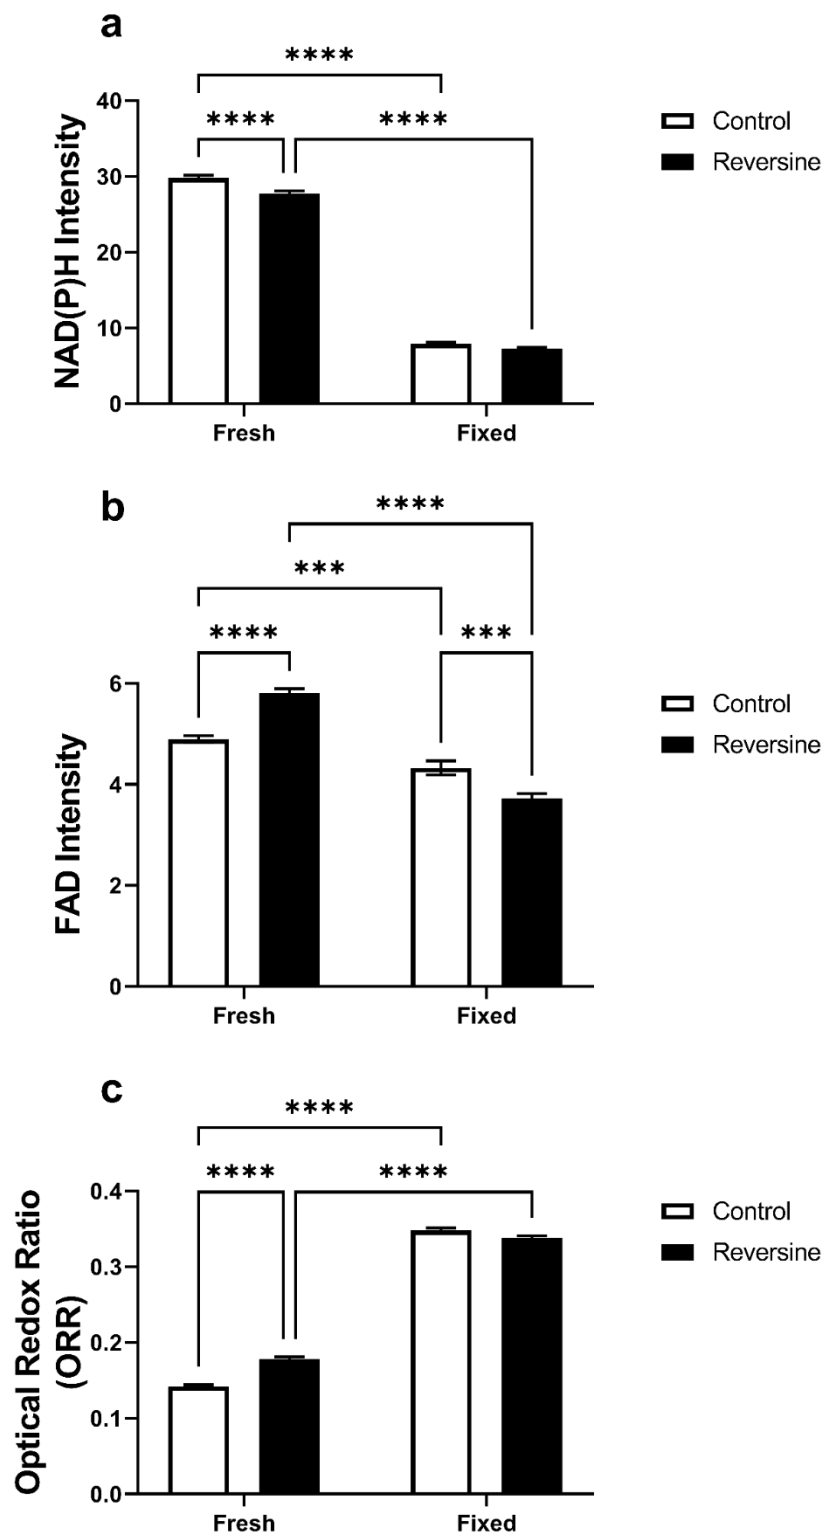 a
****
****
****
40
30
20
10
0
NAD(P)H Intensity
Fresh
Fixed
Control
Reversine
b
****
***
****
***
6
4
2
0
FAD Intensity
Fresh
Fixed
Control
Reversine
c
****
****
****
0.4
0.3
0.2
0.1
0.0
Optical Redox Ratio
(ORR)
Fresh
Fixed
Control
Reversine